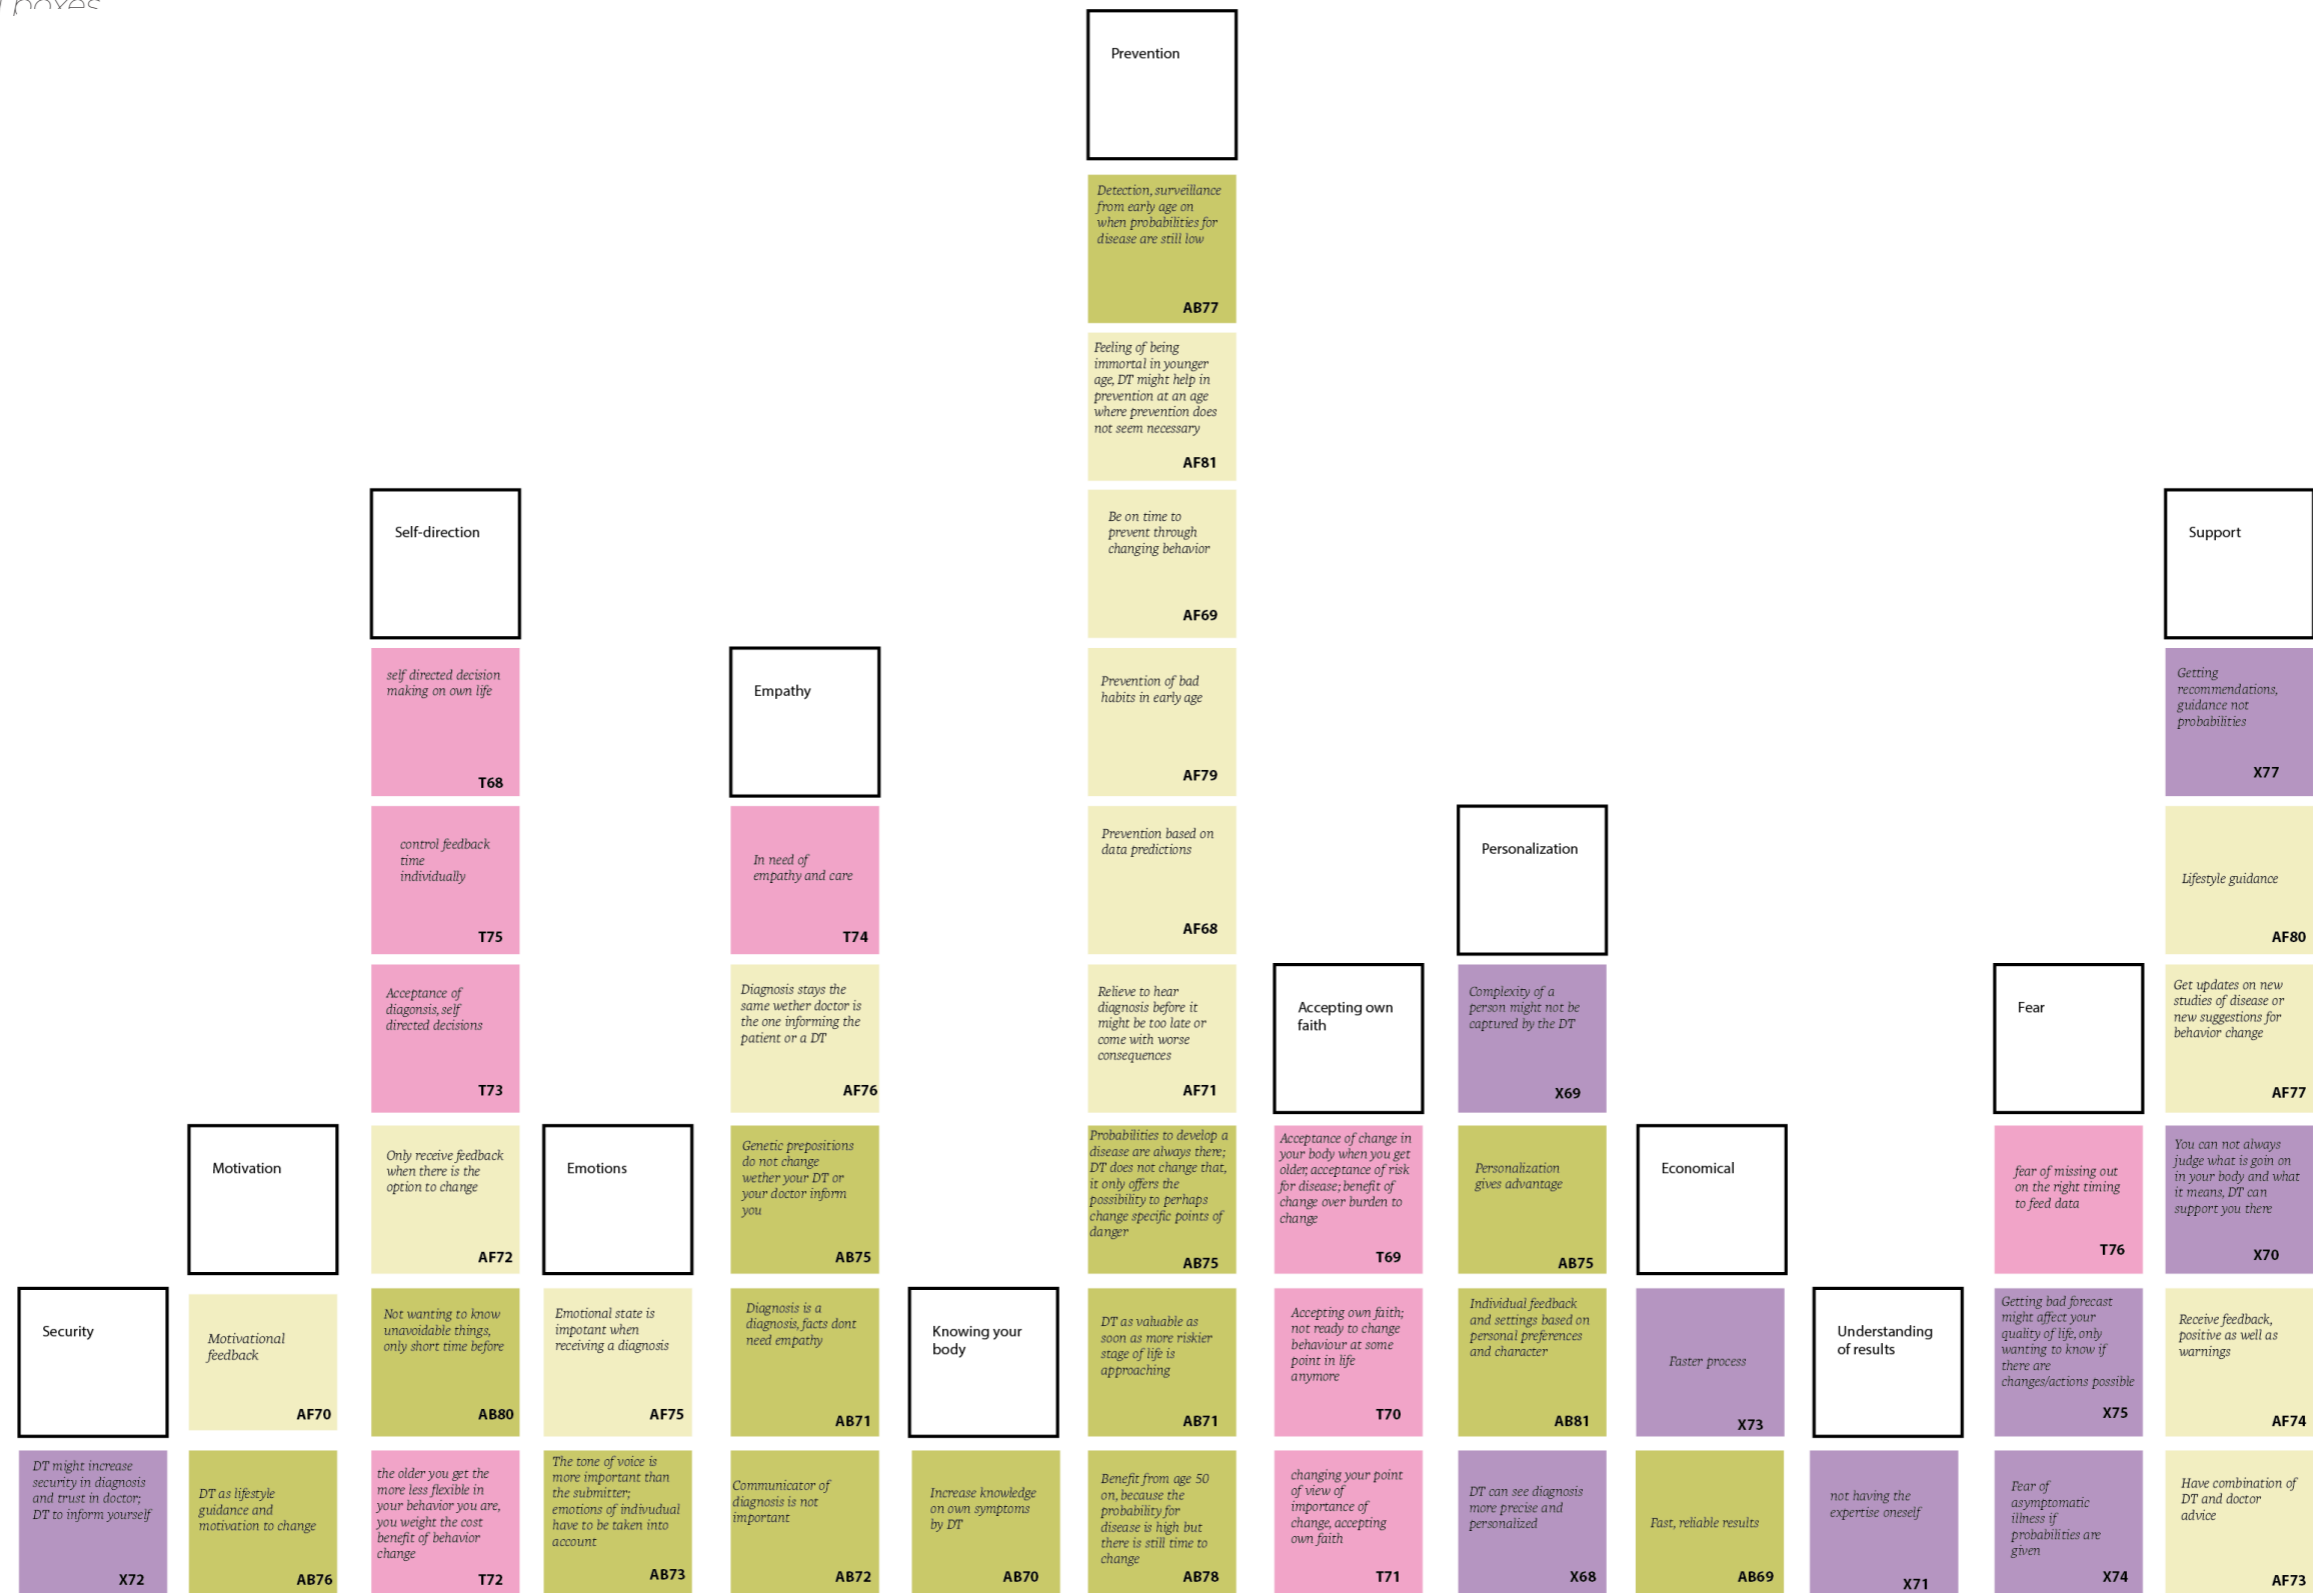 boxes
Prevention
Detection, surveillance
from early age on
when probabilities for
disease are still low
AB77
Feeling of being
immortal in younger
age, DT might help in
prevention at an age
where prevention does
not seem necessary
AF81
Be on time to
prevent through
changing behavior
AF69
Prevention of bad
habits in early age
AF79
Prevention based on
data predictions
AF68
Relieve to hear
diagnosis before it
might be too late or
come with worse
consequences
AF71
Probabilities to develop a
disease are always there;
DT does not change that,
it only offers the
possibility to perhaps
change specific points of
danger
AB75
DT as valuable as
soon as more riskier
stage of life is
approaching
AB71
Benefit from age 50
on, because the
probability for
disease is high but
there is still time to
change
AB78
Security
DT might increase
security in diagnosis
and trust in doctor;
DT to inform yourself
X72
Motivation
Motivational
feedback
AF70
DT as lifestyle
guidance and
motivation to change
AB76
Self-direction
self directed decision
making on own life
T68
control feedback
time
individually
T75
Acceptance of
diagonsis, self
directed decisions
T73
Only receive feedback
when there is the
option to change
AF72
Not wanting to know
unavoidable things,
only short time before
AB80
the older you get the
more less flexible in
your behavior you are,
you weight the cost
benefit of behavior
change
T72
Emotions
Emotional state is
impotant when
receiving a diagnosis
AF75
The tone of voice is
more important than
the submitter;
emotions of indivudual
have to be taken into
account
AB73
Empathy
In need of
empathy and care
T74
Diagnosis stays the
same wether doctor is
the one informing the
patient or a DT
AF76
Genetic prepositions
do not change
wether your DT or
your doctor inform
you
AB75
Diagnosis is a
diagnosis, facts dont
need empathy
AB71
Communicator of
diagnosis is not
important
AB72
Knowing your
body
Increase knowledge
on own symptoms
by DT
AB70
Accepting own
faith
Acceptance of change in
your body when you get
older, acceptance of risk
for disease; benefit of
change over burden to
change
T69
Accepting own faith;
not ready to change
behaviour at some
point in life
anymore
T70
changing your point
of view of
importance of
change, accepting
own faith
T71
Personalization
Complexity of a
person might not be
captured by the DT
X69
Personalization
gives advantage
AB75
Individual feedback
and settings based on
personal preferences
and character
AB81
DT can see diagnosis
more precise and
personalized
X68
Economical
Faster process
X73
Fast, reliable results
AB69
Understanding
of results
not having the
expertise oneself
X71
Fear
fear of missing out
on the right timing
to feed data
T76
Getting bad forecast
might affect your
quality of life, only
wanting to know if
there are
changes/actions possible
X75
Fear of
asymptomatic
illness if
probabilities are
given
X74
Support
Getting
recommendations,
guidance not
probabilities
X77
Lifestyle guidance
AF80
Get updates on new
studies of disease or
new suggestions for
behavior change
AF77
You can not always
judge what is goin on
in your body and what
it means, DT can
support you there
X70
Receive feedback,
positive as well as
warnings
AF74
Have combination of
DT and doctor
advice
AF73